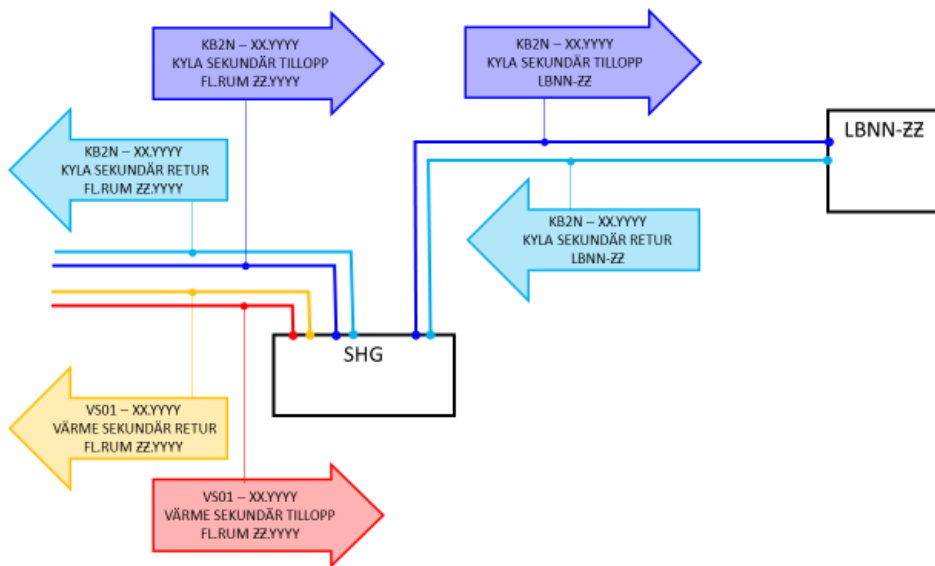 KB2N – XX.YYYY
KYLA SEKUNDÄR TILLOPP
FL.RUM ZZ.YYYY
KB2N – XX.YYYY
KYLA SEKUNDÄR TILLOPP
LBNN-ZZ
LBNN-ZZ
KB2N – XX.YYYY
KYLA SEKUNDÄR RETUR
FL.RUM ZZ.YYYY
KB2N – XX.YYYY
KYLA SEKUNDÄR RETUR
LBNN-ZZ
SHG
VS01 – XX.YYYY
VÄRME SEKUNDÄR RETUR
FL.RUM ZZ.YYYY
VS01 – XX.YYYY
VÄRME SEKUNDÄR TILLOPP
FL.RUM ZZ.YYYY